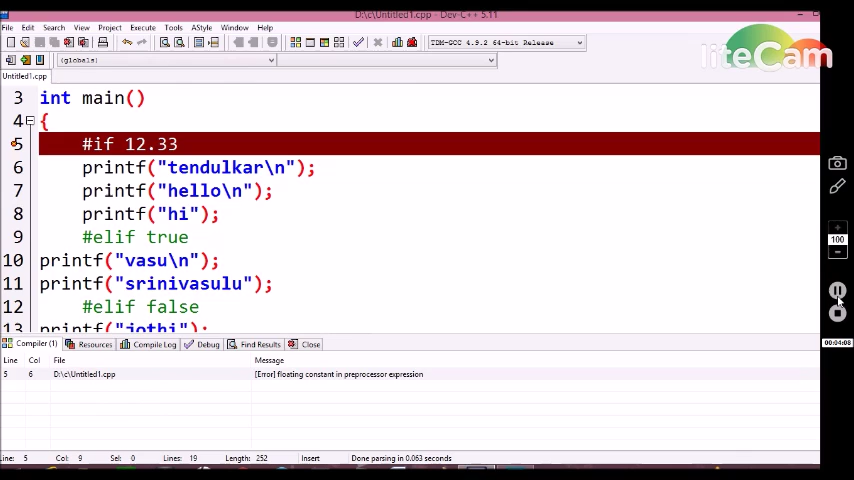 D:\c\Untitled1.cpp - Dev-C++ 5.11
File Edit Search View Project Execute Tools AStyle Window Help
TDM-GCC 4.9.2 64-bit Release
liteCam
(globals)
Untitled1.cpp
3 int main()
4 {
5 #if 12.33
6 printf("tendulkar\n");
7 printf("hello\n");
8 printf("hi");
9 #elif true
10 printf("vasu\n");
11 printf("srinivasulu");
12 #elif false
13 printf("jothi");
100
00:04:08
Compiler (1) Resources Compile Log Debug Find Results Close
Line Col File Message
5 6 D:\c\Untitled1.cpp [Error] floating constant in preprocessor expression
Line: 5 Col: 9 Sel: 0 Lines: 19 Length: 252 Insert Done parsing in 0.063 seconds